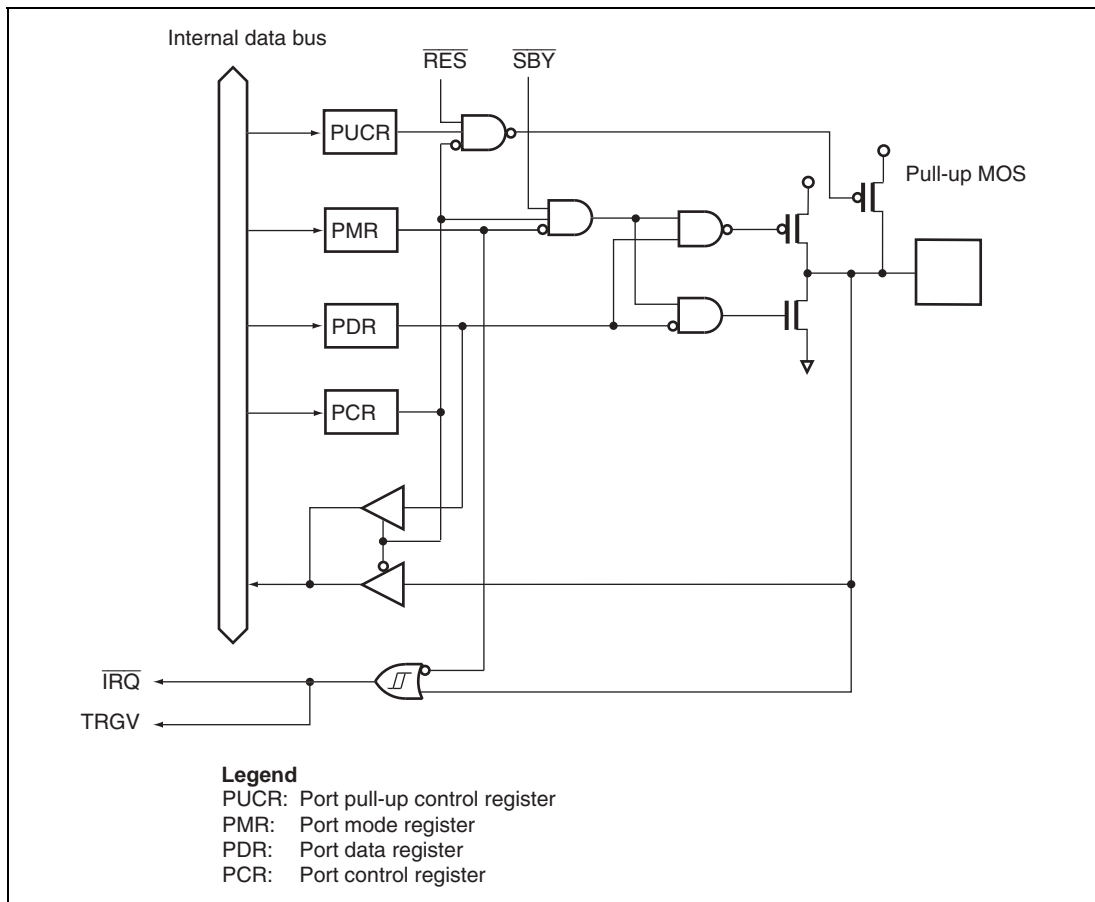 Internal data bus
RES
SBY
PUCR
Pull-up MOS
PMR
PDR
PCR
IRQ
TRGV
Legend
PUCR: Port pull-up control register
PMR: Port mode register
PDR: Port data register
PCR: Port control register